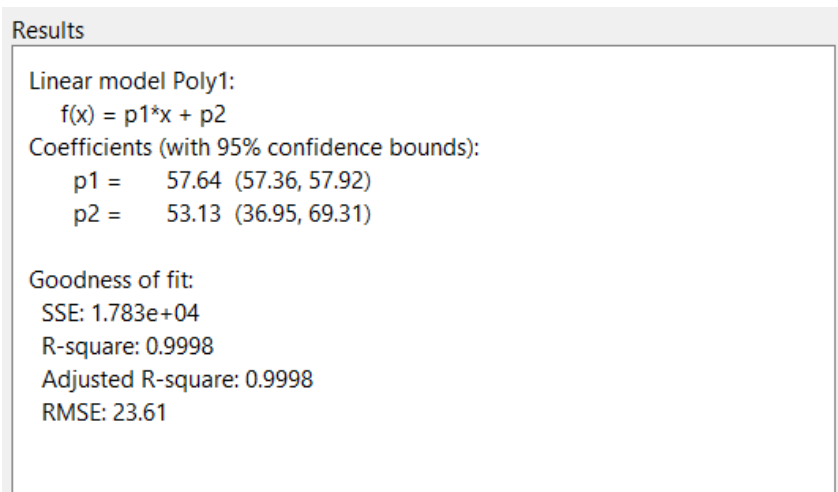 Results
Linear model Poly1:
f(x) = p1*x + p2
Coefficients (with 95% confidence bounds):
p1 = 57.64 (57.36, 57.92)
p2 = 53.13 (36.95, 69.31)
Goodness of fit:
SSE: 1.783e+04
R-square: 0.9998
Adjusted R-square: 0.9998
RMSE: 23.61